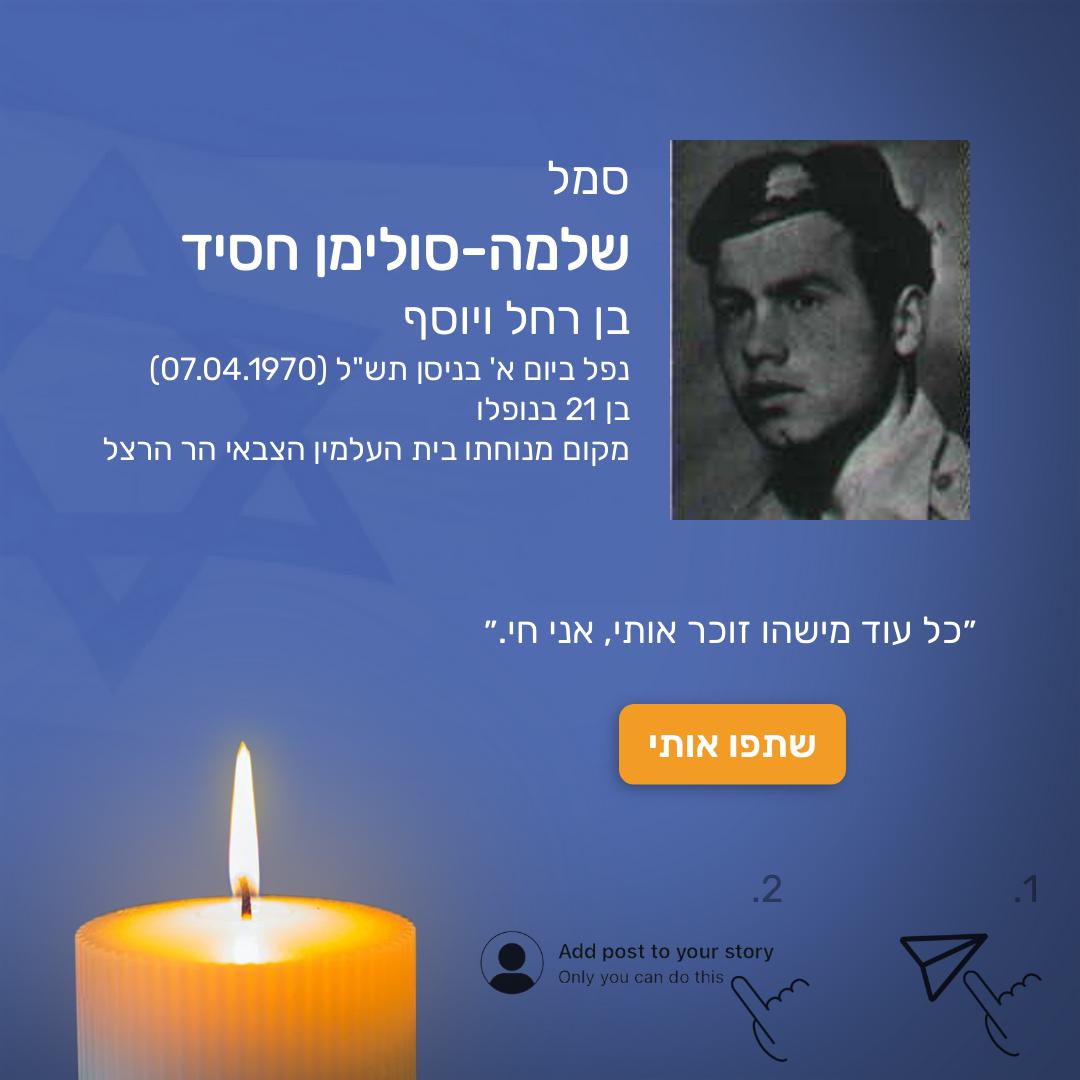 סמל
שלמה-סולימן חסיד
בן רחל ויוסף
נפל ביום א' בניסן תש"ל (07.04.1970)
בן 21 בנופלו
מקום מנוחתו בית העלמין הצבאי הר הרצל
״כל עוד מישהו זוכר אותי, אני חי.״
שתפו אותי
.1
.2
Add post to your story
Only you can do this